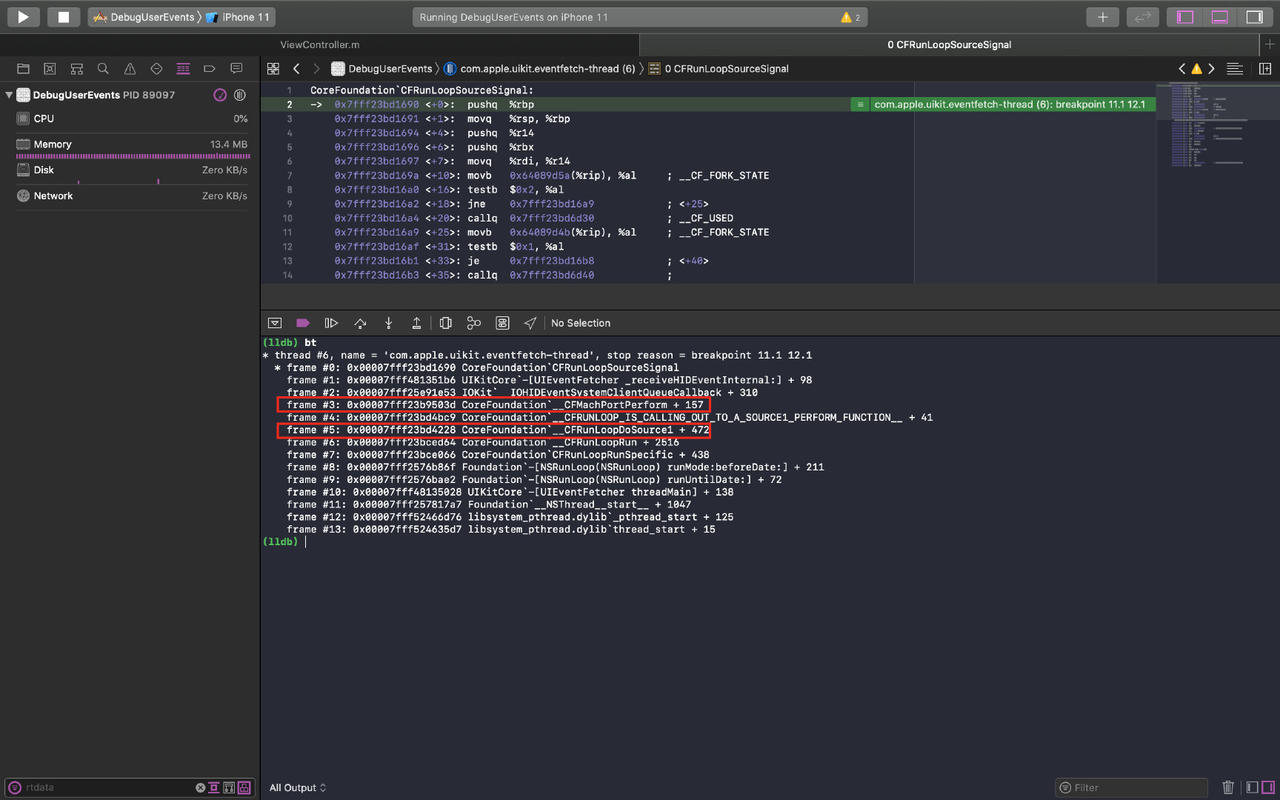 DebugUserEvents 〉 iPhone 11
Running DebugUserEvents on iPhone 11
2
ViewController.m
0 CFRunLoopSourceSignal
DebugUserEvents 〉 com.apple.uikit.eventfetch-thread (6) 〉 0 CFRunLoopSourceSignal
DebugUserEvents PID 89097
CPU 0%
Memory 13.4 MB
Disk Zero KB/s
Network Zero KB/s
1 CoreFoundation`CFRunLoopSourceSignal:
2 -> 0x7fff23bd1690 <+0>: pushq %rbp
com.apple.uikit.eventfetch-thread (6): breakpoint 11.1 12.1
3 0x7fff23bd1691 <+1>: movq %rsp, %rbp
4 0x7fff23bd1694 <+4>: pushq %r14
5 0x7fff23bd1696 <+6>: pushq %rbx
6 0x7fff23bd1697 <+7>: movq %rdi, %r14
7 0x7fff23bd169a <+10>: movb 0x64089d5a(%rip), %al ; __CF_FORK_STATE
8 0x7fff23bd16a0 <+16>: testb $0x2, %al
9 0x7fff23bd16a2 <+18>: jne 0x7fff23bd16a9 ; <+25>
10 0x7fff23bd16a4 <+20>: callq 0x7fff23bd6d30 ; __CF_USED
11 0x7fff23bd16a9 <+25>: movb 0x64089d4b(%rip), %al ; __CF_FORK_STATE
12 0x7fff23bd16af <+31>: testb $0x1, %al
13 0x7fff23bd16b1 <+33>: je 0x7fff23bd16b8 ; <+40>
14 0x7fff23bd16b3 <+35>: callq 0x7fff23bd6d40 ;
No Selection
(lldb) bt
* thread #6, name = 'com.apple.uikit.eventfetch-thread', stop reason = breakpoint 11.1 12.1
* frame #0: 0x00007fff23bd1690 CoreFoundation`CFRunLoopSourceSignal
frame #1: 0x00007fff481351b6 UIKitCore`-[UIEventFetcher _receiveHIDEventInternal:] + 98
frame #2: 0x00007fff25e91e53 IOKit`__IOHIDEventSystemClientQueueCallback + 310
frame #3: 0x00007fff23b9503d CoreFoundation`__CFMachPortPerform + 157
frame #4: 0x00007fff23bd4bc9 CoreFoundation`__CFRUNLOOP_IS_CALLING_OUT_TO_A_SOURCE1_PERFORM_FUNCTION__ + 41
frame #5: 0x00007fff23bd4228 CoreFoundation`__CFRunLoopDoSource1 + 472
frame #6: 0x00007fff23bced64 CoreFoundation`__CFRunLoopRun + 2516
frame #7: 0x00007fff23bce066 CoreFoundation`CFRunLoopRunSpecific + 438
frame #8: 0x00007fff2576b86f Foundation`-[NSRunLoop(NSRunLoop) runMode:beforeDate:] + 211
frame #9: 0x00007fff2576bae2 Foundation`-[NSRunLoop(NSRunLoop) runUntilDate:] + 72
frame #10: 0x00007fff48135028 UIKitCore`-[UIEventFetcher threadMain] + 138
frame #11: 0x00007fff257817a7 Foundation`__NSThread__start__ + 1047
frame #12: 0x00007fff52466d76 libsystem_pthread.dylib`_pthread_start + 125
frame #13: 0x00007fff524635d7 libsystem_pthread.dylib`thread_start + 15
(lldb)
rtdata
All Output
Filter